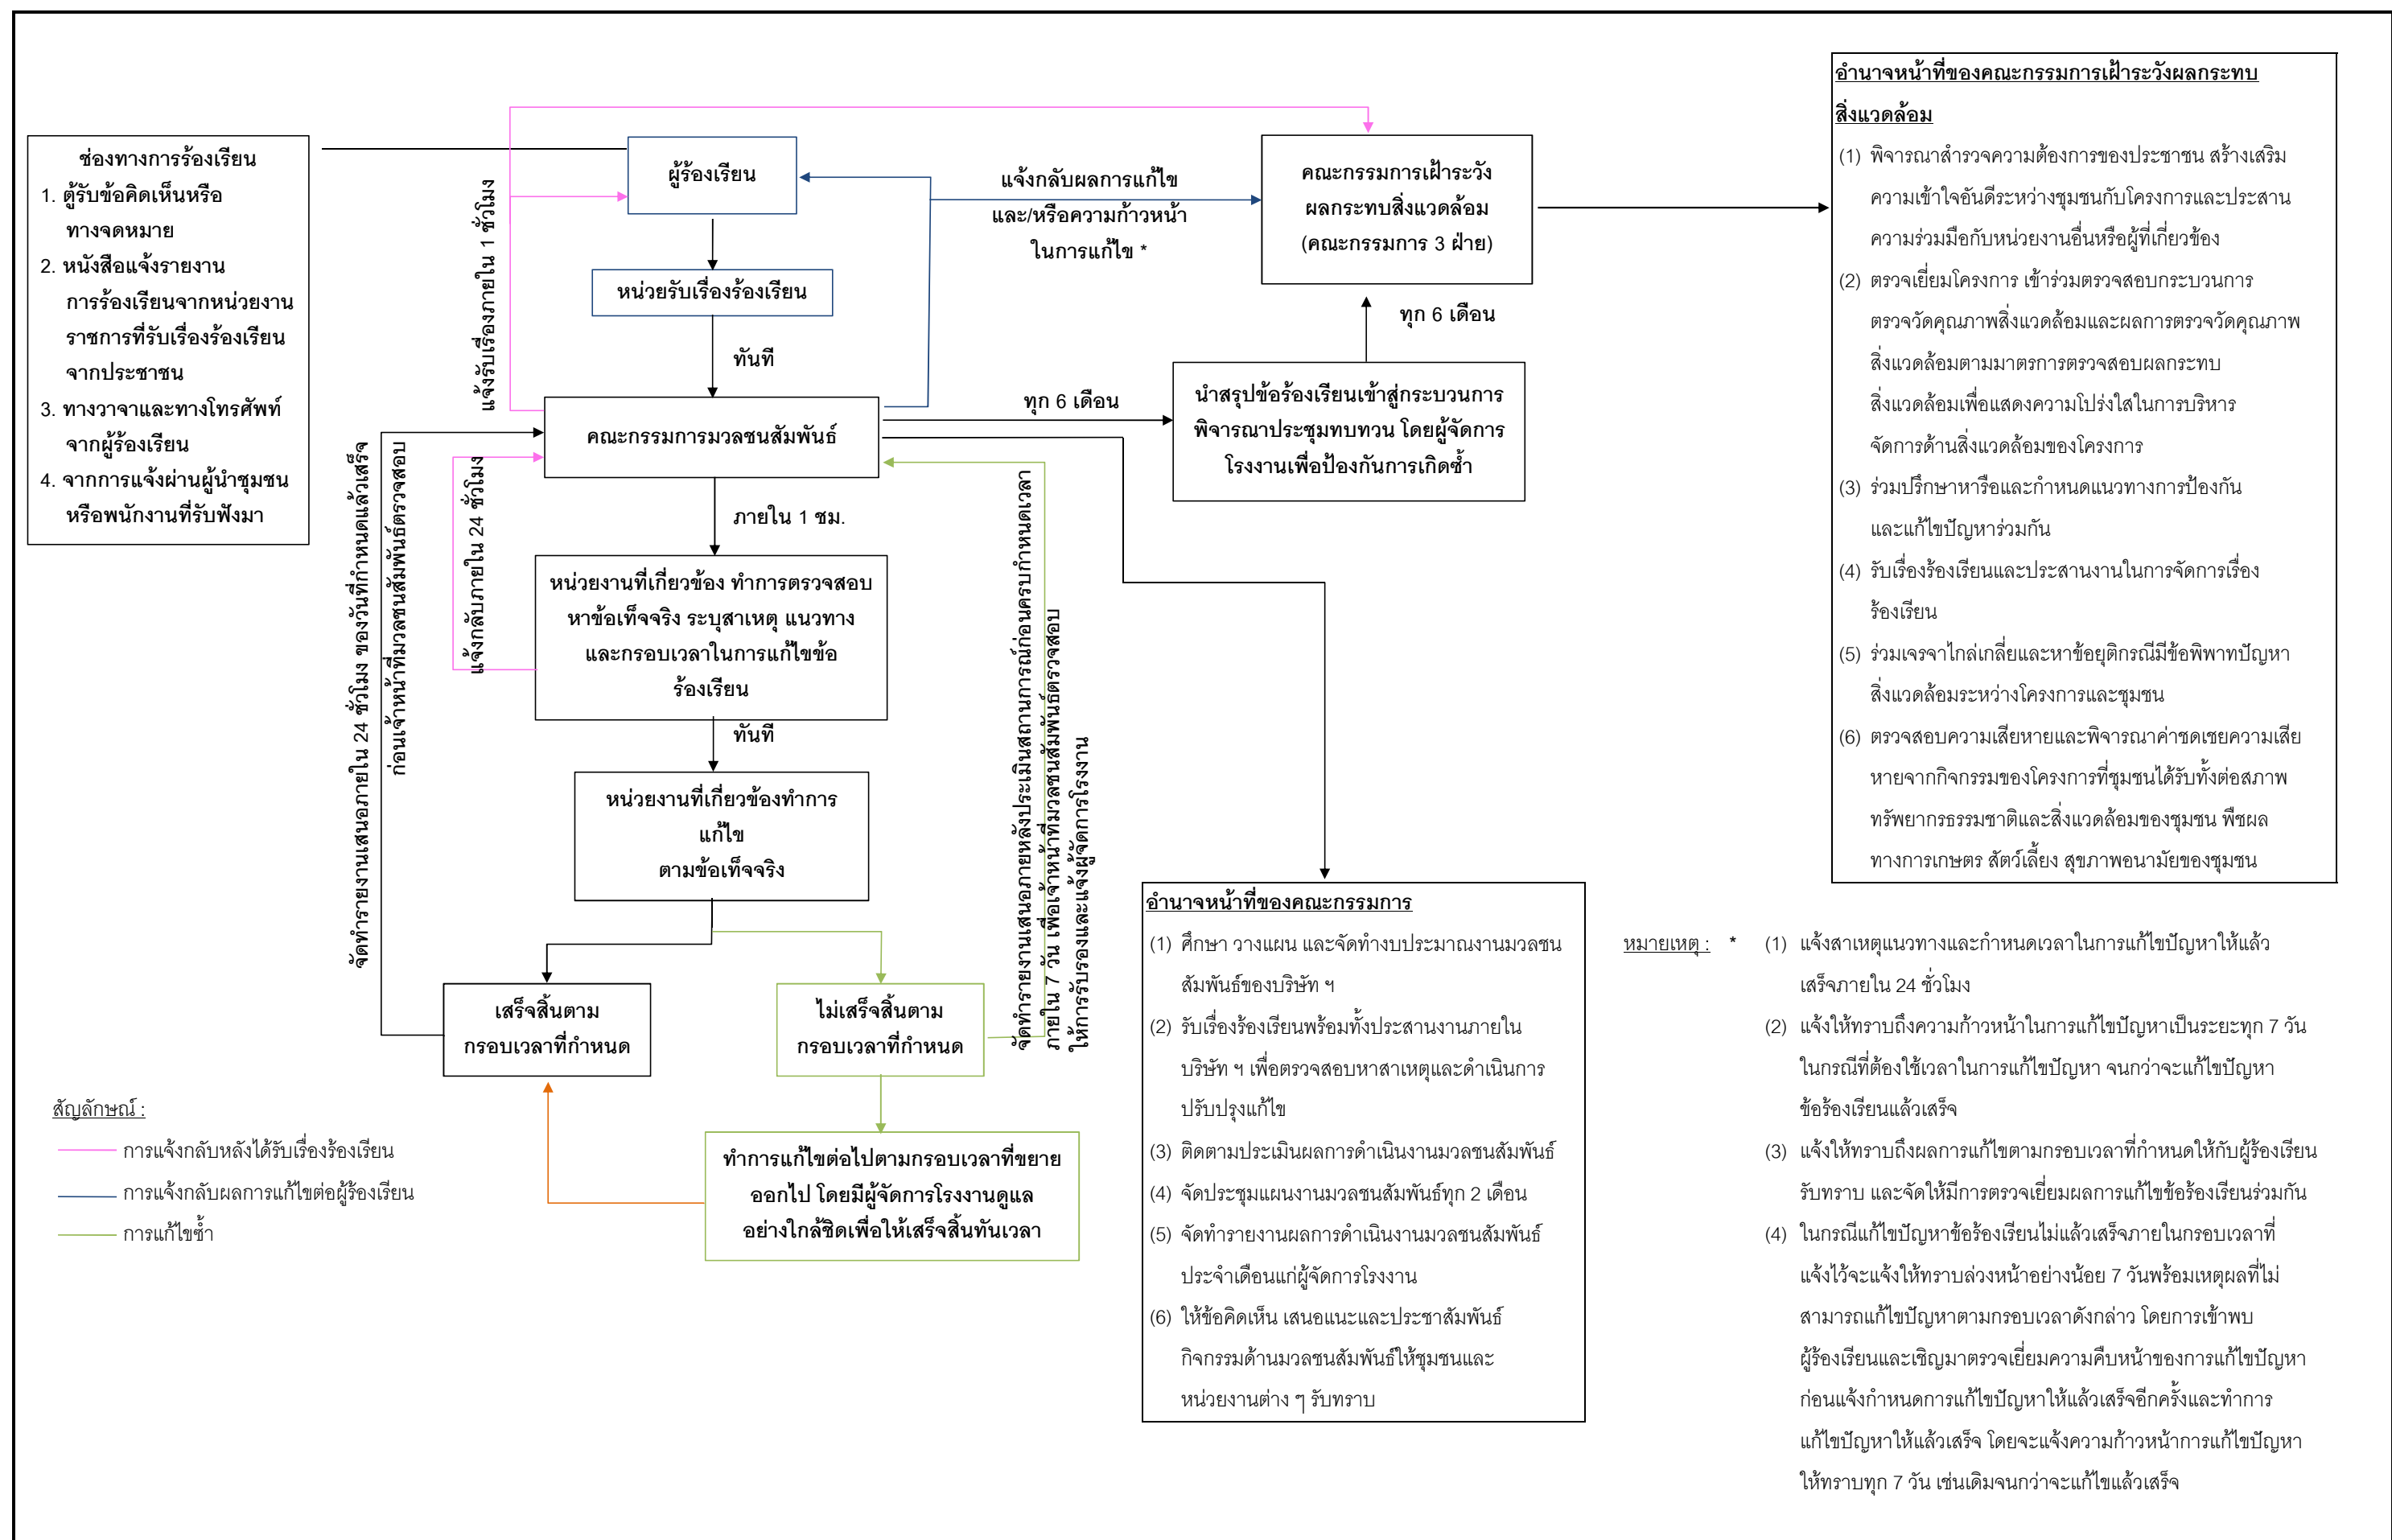 ช่องทางการร้องเรียน
1. ตู้รับข้อคิดเห็นหรือ
ทางจดหมาย
2. หนังสือแจ้งรายงาน
การร้องเรียนจากหน่วยงาน
ราชการที่รับเรื่องร้องเรียน
จากประชาชน
3. ทางวาจาและทางโทรศัพท์
จากผู้ร้องเรียน
4. จากการแจ้งผ่านผู้นำชุมชน
หรือพนักงานที่รับฟังมา
ผู้ร้องเรียน
หน่วยรับเรื่องร้องเรียน
ทันที
คณะกรรมการมวลชนสัมพันธ์
ภายใน 1 ชม.
หน่วยงานที่เกี่ยวข้อง ทำการตรวจสอบ
หาข้อเท็จจริง ระบุสาเหตุ แนวทาง
และกรอบเวลาในการแก้ไขข้อ
ร้องเรียน
ทันที
หน่วยงานที่เกี่ยวข้องทำการ
แก้ไข
ตามข้อเท็จจริง
เสร็จสิ้นตาม
กรอบเวลาที่กำหนด
ไม่เสร็จสิ้นตาม
กรอบเวลาที่กำหนด
ทำการแก้ไขต่อไปตามกรอบเวลาที่ขยาย
ออกไป โดยมีผู้จัดการโรงงานดูแล
อย่างใกล้ชิดเพื่อให้เสร็จสิ้นทันเวลา
แจ้งรับเรื่องภายใน 1 ชั่วโมง
แจ้งกลับภายใน 24 ชั่วโมง
จัดทำรายงานเสนอภายใน 24 ชั่วโมง ของวันที่กำหนดแล้วเสร็จ
ก่อนเจ้าหน้าที่มวลชนสัมพันธ์ตรวจสอบ
จัดทำรายงานเสนอภายหลังประเมินสถานการณ์ก่อนครบกำหนดเวลา
ภายใน 7 วัน เพื่อเจ้าหน้าที่มวลชนสัมพันธ์ตรวจสอบ
ให้การรับรองและแจ้งผู้จัดการโรงงาน
แจ้งกลับผลการแก้ไข
และ/หรือความก้าวหน้า
ในการแก้ไข *
คณะกรรมการเฝ้าระวัง
ผลกระทบสิ่งแวดล้อม
(คณะกรรมการ 3 ฝ่าย)
ทุก 6 เดือน
ทุก 6 เดือน
นำสรุปข้อร้องเรียนเข้าสู่กระบวนการ
พิจารณาประชุมทบทวน โดยผู้จัดการ
โรงงานเพื่อป้องกันการเกิดซ้ำ
อำนาจหน้าที่ของคณะกรรมการเฝ้าระวังผลกระทบ
สิ่งแวดล้อม
(1) พิจารณาสำรวจความต้องการของประชาชน สร้างเสริม
ความเข้าใจอันดีระหว่างชุมชนกับโครงการและประสาน
ความร่วมมือกับหน่วยงานอื่นหรือผู้ที่เกี่ยวข้อง
(2) ตรวจเยี่ยมโครงการ เข้าร่วมตรวจสอบกระบวนการ
ตรวจวัดคุณภาพสิ่งแวดล้อมและผลการตรวจวัดคุณภาพ
สิ่งแวดล้อมตามมาตรการตรวจสอบผลกระทบ
สิ่งแวดล้อมเพื่อแสดงความโปร่งใสในการบริหาร
จัดการด้านสิ่งแวดล้อมของโครงการ
(3) ร่วมปรึกษาหารือและกำหนดแนวทางการป้องกัน
และแก้ไขปัญหาร่วมกัน
(4) รับเรื่องร้องเรียนและประสานงานในการจัดการเรื่อง
ร้องเรียน
(5) ร่วมเจรจาไกล่เกลี่ยและหาข้อยุติกรณีมีข้อพิพาทปัญหา
สิ่งแวดล้อมระหว่างโครงการและชุมชน
(6) ตรวจสอบความเสียหายและพิจารณาค่าชดเชยความเสีย
หายจากกิจกรรมของโครงการที่ชุมชนได้รับทั้งต่อสภาพ
ทรัพยากรธรรมชาติและสิ่งแวดล้อมของชุมชน พืชผล
ทางการเกษตร สัตว์เลี้ยง สุขภาพอนามัยของชุมชน
อำนาจหน้าที่ของคณะกรรมการ
(1) ศึกษา วางแผน และจัดทำงบประมาณงานมวลชน
สัมพันธ์ของบริษัท ฯ
(2) รับเรื่องร้องเรียนพร้อมทั้งประสานงานภายใน
บริษัท ฯ เพื่อตรวจสอบหาสาเหตุและดำเนินการ
ปรับปรุงแก้ไข
(3) ติดตามประเมินผลการดำเนินงานมวลชนสัมพันธ์
(4) จัดประชุมแผนงานมวลชนสัมพันธ์ทุก 2 เดือน
(5) จัดทำรายงานผลการดำเนินงานมวลชนสัมพันธ์
ประจำเดือนแก่ผู้จัดการโรงงาน
(6) ให้ข้อคิดเห็น เสนอแนะและประชาสัมพันธ์
กิจกรรมด้านมวลชนสัมพันธ์ให้ชุมชนและ
หน่วยงานต่าง ๆ รับทราบ
หมายเหตุ : * (1) แจ้งสาเหตุแนวทางและกำหนดเวลาในการแก้ไขปัญหาให้แล้ว
เสร็จภายใน 24 ชั่วโมง
(2) แจ้งให้ทราบถึงความก้าวหน้าในการแก้ไขปัญหาเป็นระยะทุก 7 วัน
ในกรณีที่ต้องใช้เวลาในการแก้ไขปัญหา จนกว่าจะแก้ไขปัญหา
ข้อร้องเรียนแล้วเสร็จ
(3) แจ้งให้ทราบถึงผลการแก้ไขตามกรอบเวลาที่กำหนดให้กับผู้ร้องเรียน
รับทราบ และจัดให้มีการตรวจเยี่ยมผลการแก้ไขข้อร้องเรียนร่วมกัน
(4) ในกรณีแก้ไขปัญหาข้อร้องเรียนไม่แล้วเสร็จภายในกรอบเวลาที่
แจ้งไว้จะแจ้งให้ทราบล่วงหน้าอย่างน้อย 7 วันพร้อมเหตุผลที่ไม่
สามารถแก้ไขปัญหาตามกรอบเวลาดังกล่าว โดยการเข้าพบ
ผู้ร้องเรียนและเชิญมาตรวจเยี่ยมความคืบหน้าของการแก้ไขปัญหา
ก่อนแจ้งกำหนดการแก้ไขปัญหาให้แล้วเสร็จอีกครั้งและทำการ
แก้ไขปัญหาให้แล้วเสร็จ โดยจะแจ้งความก้าวหน้าการแก้ไขปัญหา
ให้ทราบทุก 7 วัน เช่นเดิมจนกว่าจะแก้ไขแล้วเสร็จ
สัญลักษณ์ :
การแจ้งกลับหลังได้รับเรื่องร้องเรียน
การแจ้งกลับผลการแก้ไขต่อผู้ร้องเรียน
การแก้ไขซ้ำ